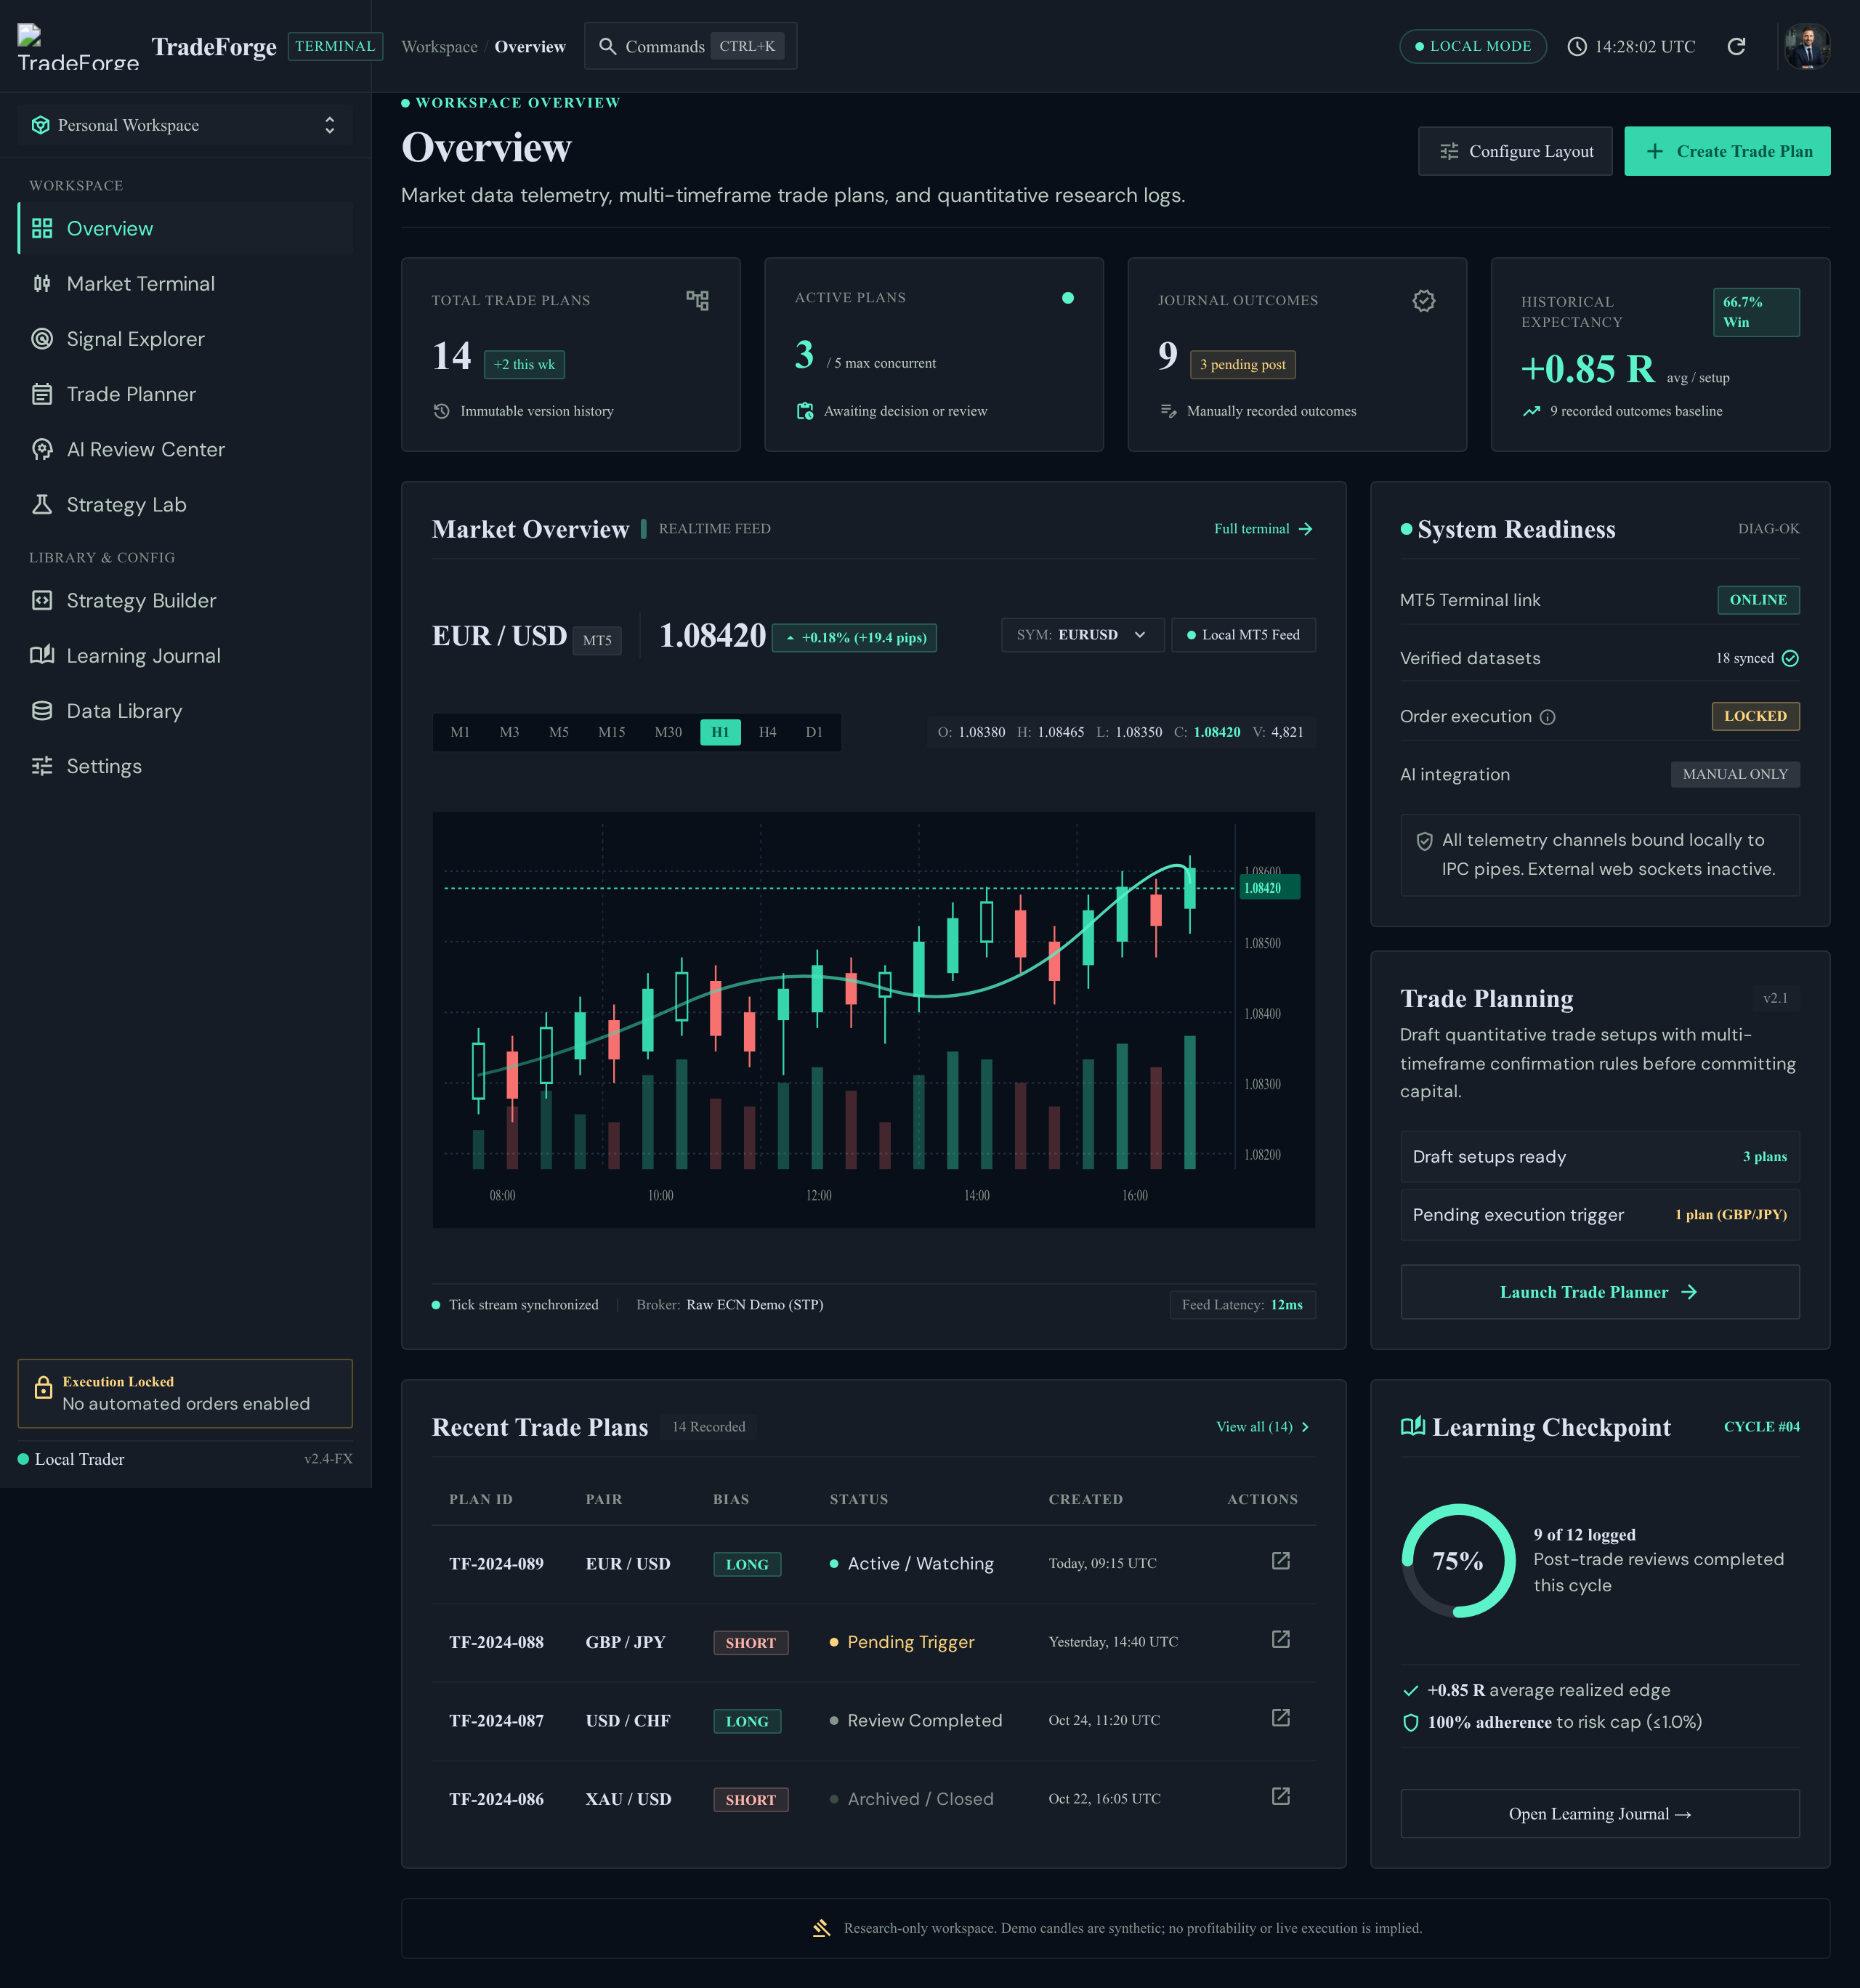 TradeForge
TradeForge
TERMINAL
Workspace / Overview
Commands CTRL+K
LOCAL MODE
14:28:02 UTC
Personal Workspace
WORKSPACE
Overview
Market Terminal
Signal Explorer
Trade Planner
AI Review Center
Strategy Lab
LIBRARY & CONFIG
Strategy Builder
Learning Journal
Data Library
Settings
Execution Locked
No automated orders enabled
Local Trader
v2.4-FX
WORKSPACE OVERVIEW
Overview
Market data telemetry, multi-timeframe trade plans, and quantitative research logs.
Configure Layout
Create Trade Plan
TOTAL TRADE PLANS
14 +2 this wk
Immutable version history
ACTIVE PLANS
3 / 5 max concurrent
Awaiting decision or review
JOURNAL OUTCOMES
9 3 pending post
Manually recorded outcomes
HISTORICAL
EXPECTANCY
66.7%
Win
+0.85 R avg / setup
9 recorded outcomes baseline
Market Overview
REALTIME FEED
Full terminal
EUR / USD MT5
1.08420 +0.18% (+19.4 pips)
SYM: EURUSD
Local MT5 Feed
M1 M3 M5 M15 M30 H1 H4 D1
O: 1.08380 H: 1.08465 L: 1.08350 C: 1.08420 V: 4,821
1.08600
1.08420
1.08500
1.08400
1.08300
1.08200
08:00 10:00 12:00 14:00 16:00
Tick stream synchronized
Broker: Raw ECN Demo (STP)
Feed Latency: 12ms
System Readiness
DIAG-OK
MT5 Terminal link ONLINE
Verified datasets 18 synced
Order execution LOCKED
AI integration MANUAL ONLY
All telemetry channels bound locally to
IPC pipes. External web sockets inactive.
Trade Planning
v2.1
Draft quantitative trade setups with multi-
timeframe confirmation rules before committing
capital.
Draft setups ready 3 plans
Pending execution trigger 1 plan (GBP/JPY)
Launch Trade Planner
Recent Trade Plans
14 Recorded
View all (14)
PLAN ID PAIR BIAS STATUS CREATED ACTIONS
TF-2024-089 EUR / USD LONG Active / Watching Today, 09:15 UTC
TF-2024-088 GBP / JPY SHORT Pending Trigger Yesterday, 14:40 UTC
TF-2024-087 USD / CHF LONG Review Completed Oct 24, 11:20 UTC
TF-2024-086 XAU / USD SHORT Archived / Closed Oct 22, 16:05 UTC
Learning Checkpoint
CYCLE #04
75%
9 of 12 logged
Post-trade reviews completed
this cycle
+0.85 R average realized edge
100% adherence to risk cap (≤1.0%)
Open Learning Journal →
Research-only workspace. Demo candles are synthetic; no profitability or live execution is implied.